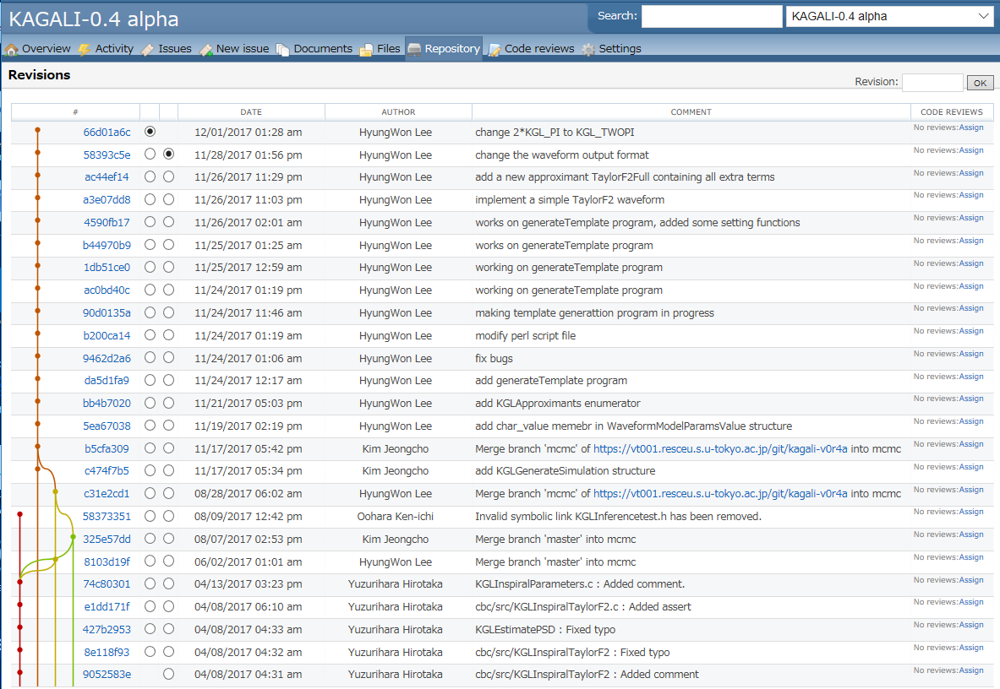 KAGALI-0.4 alpha Search: KAGALI-0.4 alpha
Overview Activity Issues New issue Documents Files Repository Code reviews Settings
Revisions
Revision: OK
# DATE AUTHOR COMMENT CODE REVIEWS
66d01a6c 12/01/2017 01:28 am HyungWon Lee change 2*KGL_PI to KGL_TWOPI No reviews:Assign
58393c5e 11/28/2017 01:56 pm HyungWon Lee change the waveform output format No reviews:Assign
ac44ef14 11/26/2017 11:29 pm HyungWon Lee add a new approximant TaylorF2Full containing all extra terms No reviews:Assign
a3e07dd8 11/26/2017 11:03 pm HyungWon Lee implement a simple TaylorF2 waveform No reviews:Assign
4590fb17 11/26/2017 02:01 am HyungWon Lee works on generateTemplate program, added some setting functions No reviews:Assign
b44970b9 11/25/2017 01:25 am HyungWon Lee works on generateTemplate program No reviews:Assign
1db51ce0 11/25/2017 12:59 am HyungWon Lee working on generateTemplate program No reviews:Assign
ac0bd40c 11/24/2017 01:19 pm HyungWon Lee working on generateTemplate program No reviews:Assign
90d0135a 11/24/2017 11:46 am HyungWon Lee making template generattion program in progress No reviews:Assign
b200ca14 11/24/2017 01:19 am HyungWon Lee modify perl script file No reviews:Assign
9462d2a6 11/24/2017 01:06 am HyungWon Lee fix bugs No reviews:Assign
da5d1fa9 11/24/2017 12:17 am HyungWon Lee add generateTemplate program No reviews:Assign
bb4b7020 11/21/2017 05:03 pm HyungWon Lee add KGLApproximants enumerator No reviews:Assign
5ea67038 11/19/2017 02:19 pm HyungWon Lee add char_value memebr in WaveformModelParamsValue structure No reviews:Assign
b5cfa309 11/17/2017 05:42 pm Kim Jeongcho Merge branch 'mcmc' of https://vt001.resceu.s.u-tokyo.ac.jp/git/kagali-v0r4a into mcmc No reviews:Assign
c474f7b5 11/17/2017 05:34 pm Kim Jeongcho add KGLGenerateSimulation structure No reviews:Assign
c31e2cd1 08/28/2017 06:02 am HyungWon Lee Merge branch 'mcmc' of https://vt001.resceu.s.u-tokyo.ac.jp/git/kagali-v0r4a into mcmc No reviews:Assign
58373351 08/09/2017 12:42 pm Oohara Ken-ichi Invalid symbolic link KGLInferencetest.h has been removed. No reviews:Assign
325e57dd 08/07/2017 02:53 pm Kim Jeongcho Merge branch 'master' into mcmc No reviews:Assign
8103d19f 06/02/2017 01:01 am HyungWon Lee Merge branch 'master' into mcmc No reviews:Assign
74c80301 04/13/2017 03:23 pm Yuzurihara Hirotaka KGLInspiralParameters.c : Added comment. No reviews:Assign
e1dd171f 04/08/2017 06:10 am Yuzurihara Hirotaka cbc/src/KGLInspiralTaylorF2.c : Added assert No reviews:Assign
427b2953 04/08/2017 04:33 am Yuzurihara Hirotaka KGLEstimatePSD : Fixed typo No reviews:Assign
8e118f93 04/08/2017 04:32 am Yuzurihara Hirotaka cbc/src/KGLInspiralTaylorF2 : Fixed typo No reviews:Assign
9052583e 04/08/2017 04:31 am Yuzurihara Hirotaka cbc/src/KGLInspiralTaylorF2 : Added comment No reviews:Assign